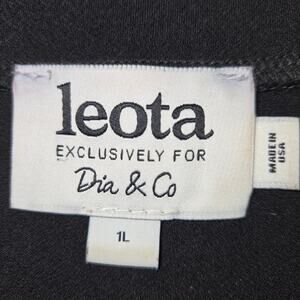 leota
EXCLUSIVELY FOR
Dia & Co
1L
MADE IN
USA